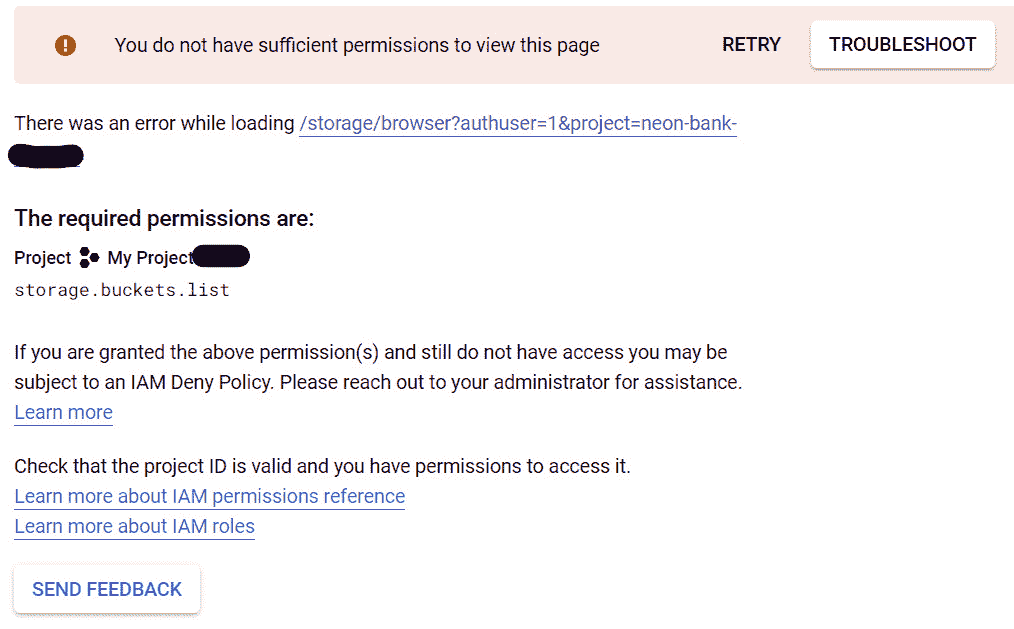 You do not have sufficient permissions to view this page RETRY TROUBLESHOOT
There was an error while loading /storage/browser?authuser=1&project=neon-bank-
The required permissions are:
Project My Project
storage.buckets.list
If you are granted the above permission(s) and still do not have access you may be
subject to an IAM Deny Policy. Please reach out to your administrator for assistance.
Learn more
Check that the project ID is valid and you have permissions to access it.
Learn more about IAM permissions reference
Learn more about IAM roles
SEND FEEDBACK